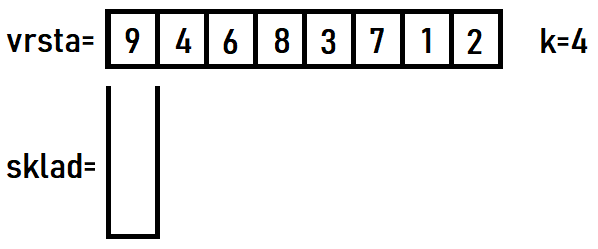 vrsta= 9 4 6 8 3 7 1 2 k=4
sklad=